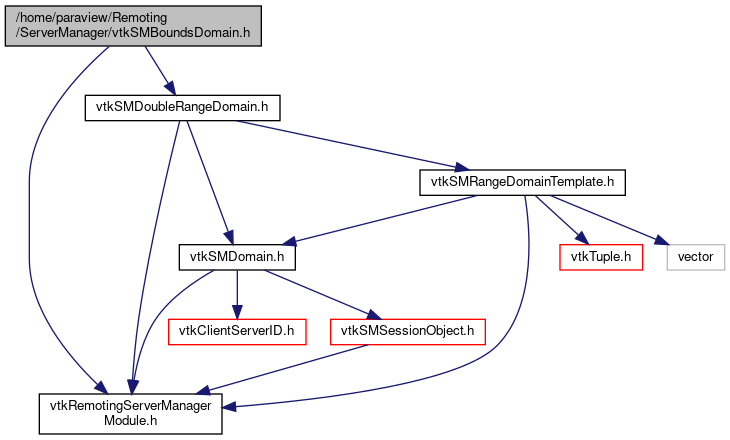 /home/paraview/Remoting
/ServerManager/vtkSMBoundsDomain.h
vtkSMDoubleRangeDomain.h
vtkSMRangeDomainTemplate.h
vtkSMDomain.h
vtkTuple.h
vector
vtkClientServerID.h
vtkSMSessionObject.h
vtkRemotingServerManager
Module.h